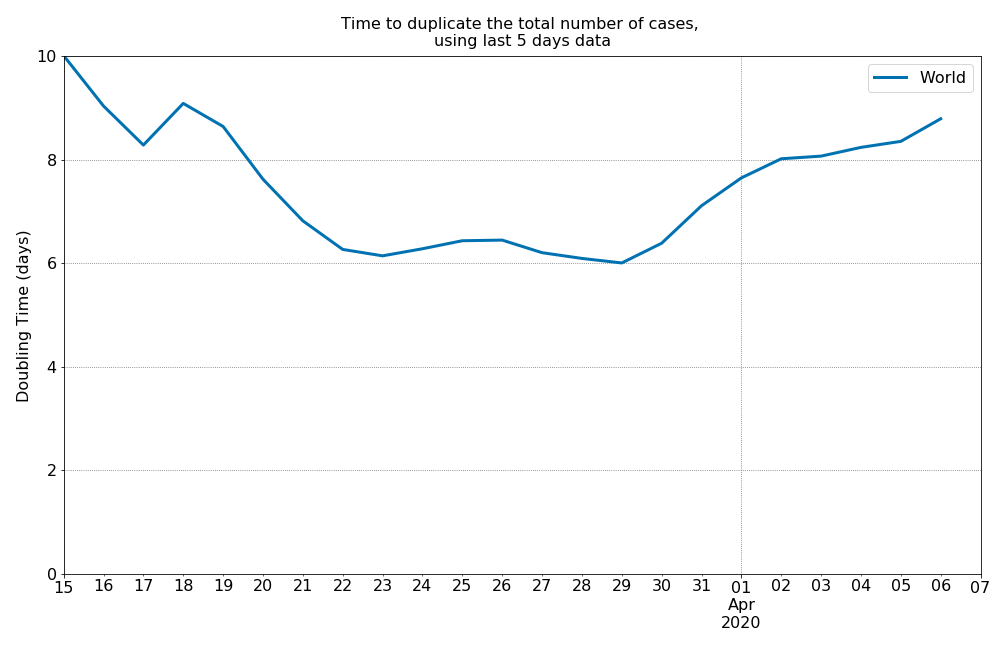 Time to duplicate the total number of cases,
using last 5 days data
World
Doubling Time (days)
10
8
6
4
2
0
15 16 17 18 19 20 21 22 23 24 25 26 27 28 29 30 31 01 02 03 04 05 06 07
Apr
2020